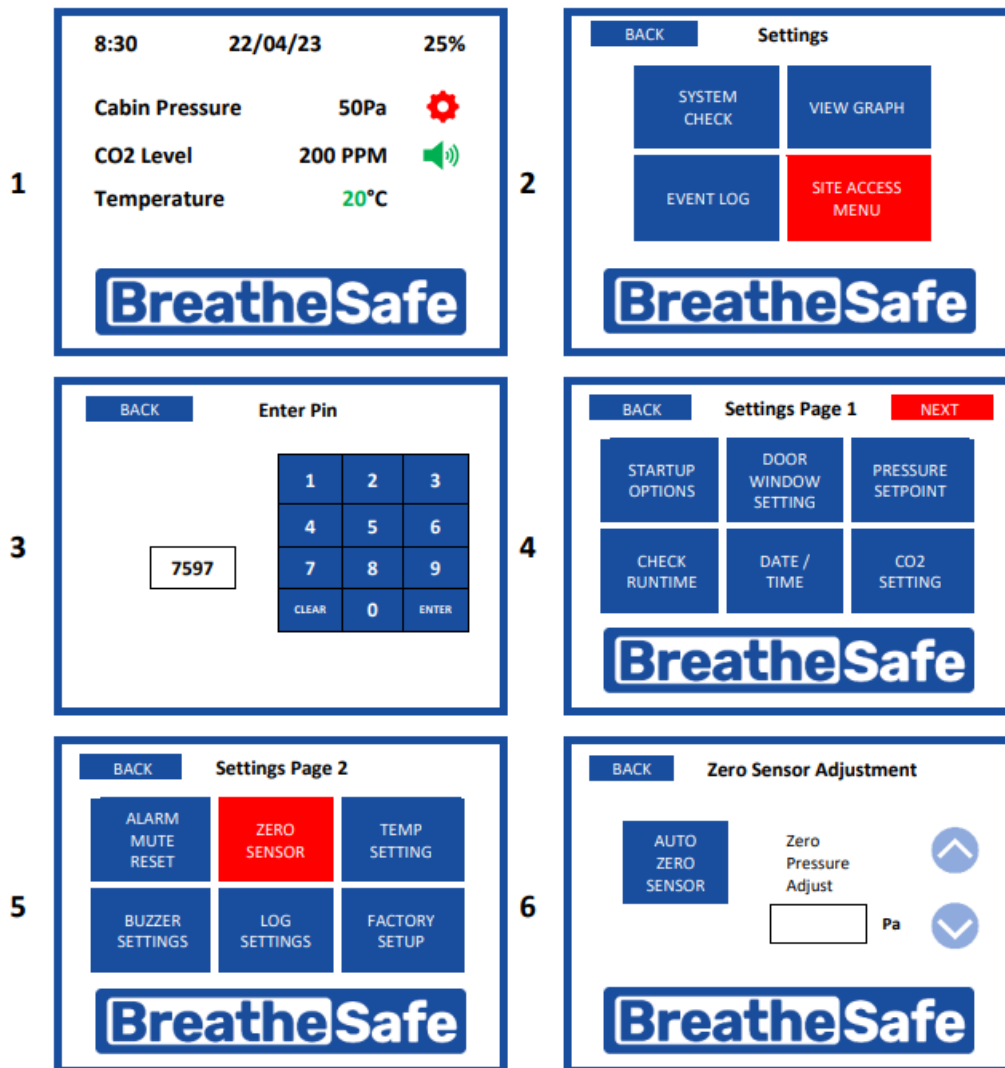 1
8:30 22/04/23 25%
Cabin Pressure 50Pa
CO2 Level 200 PPM
Temperature 20°C
BreatheSafe
2
BACK Settings
SYSTEM
CHECK
VIEW GRAPH
EVENT LOG
SITE ACCESS
MENU
BreatheSafe
3
BACK Enter Pin
7597
1 2 3
4 5 6
7 8 9
CLEAR 0 ENTER
4
BACK Settings Page 1 NEXT
STARTUP
OPTIONS
DOOR
WINDOW
SETTING
PRESSURE
SETPOINT
CHECK
RUNTIME
DATE /
TIME
CO2
SETTING
BreatheSafe
5
BACK Settings Page 2
ALARM
MUTE
RESET
ZERO
SENSOR
TEMP
SETTING
BUZZER
SETTINGS
LOG
SETTINGS
FACTORY
SETUP
BreatheSafe
6
BACK Zero Sensor Adjustment
AUTO
ZERO
SENSOR
Zero
Pressure
Adjust
Pa
BreatheSafe